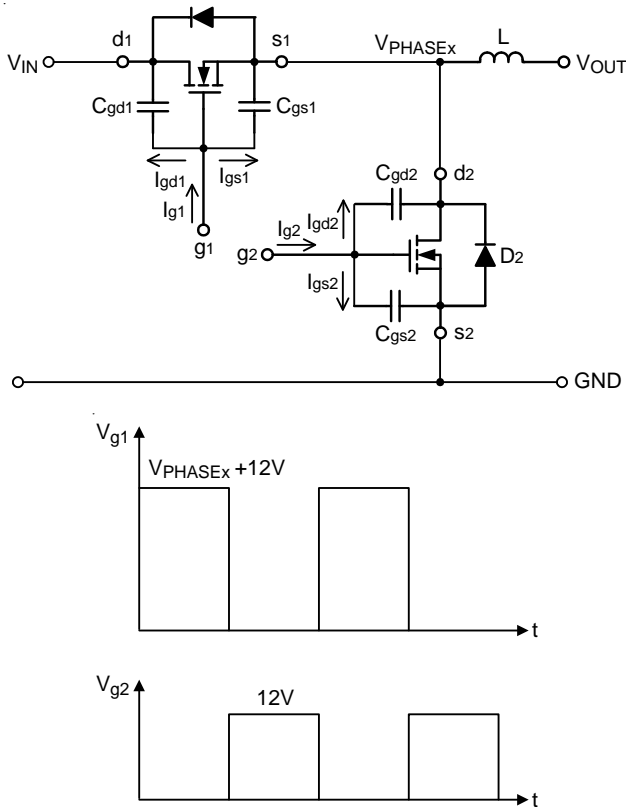 d1
s1
VPHASEx
L
VIN
VOUT
Cgd1
Cgs1
Igd1
Igs1
Ig1
g1
Cgd2
d2
Ig2
Igd2
g2
D2
Igs2
Cgs2
s2
GND
Vg1
VPHASEx +12V
t
Vg2
12V
t